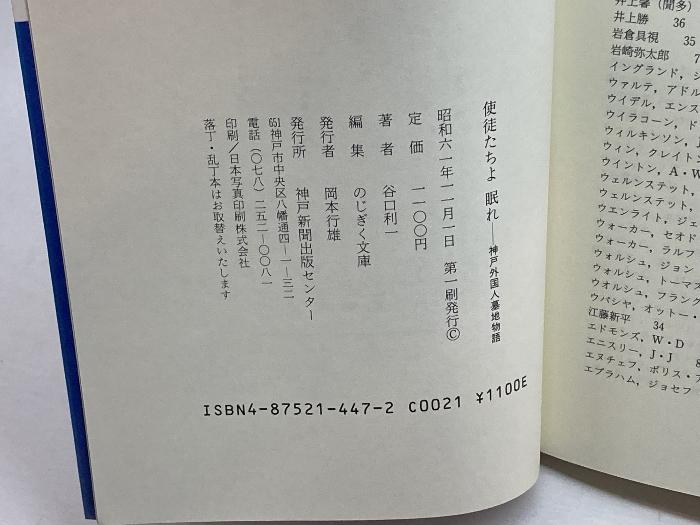 使徒たちよ 眠れ——神戸外国人墓地物語
昭和六一年一一月一日 第一刷発行©
定価 一一〇〇円
著者 谷口利一
編集 のじぎく文庫
発行者 岡本行雄
発行所 神戸新聞出版センター
651 神戸市中央区八幡通四—一—三二
電話(〇七八)二五二—〇〇八一
印刷/日本写真印刷株式会社
落丁・乱丁本はお取替えいたします
ISBN4-87521-447-2 C0021 ¥1100E
井上馨(聞多)
井上勝 36
岩倉具視 35
岩崎弥太郎 7
イングランド,
ヴァルテ, アドル
ウイデル, エンス
ウイラコーン, ド
ウィルキンソン, J
ウィン, クレイト
ウイントン, A・W
ウェルンステット,
ウェルンステット,
ウエンライト, ジェ
ウォーカー, セオド
ウォーカー, ラルフ
ウォルシュ, ジョン
ウォルシュ, トーマス
ウオルシュ, フランク
ウバシヤ, オットー・
江藤新平 34
エドモンズ, W・D
エニスリー, J・J 8
エヌチェフ, ボリス・ア
エブラハム, ジョセフ